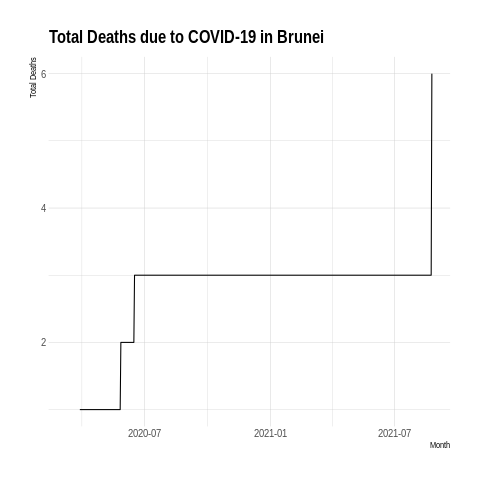 Total Deaths due to COVID-19 in Brunei
Total Deaths
6
4
2
2020-07
2021-01
2021-07
Month